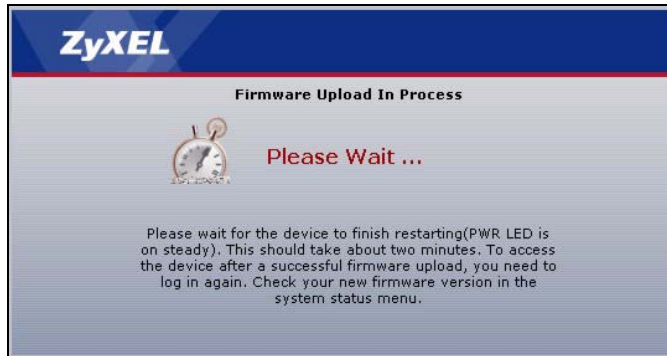 ZyXEL
Firmware Upload In Process
Please Wait ...
Please wait for the device to finish restarting(PWR LED is
on steady). This should take about two minutes. To access
the device after a successful firmware upload, you need to
log in again. Check your new firmware version in the
system status menu.